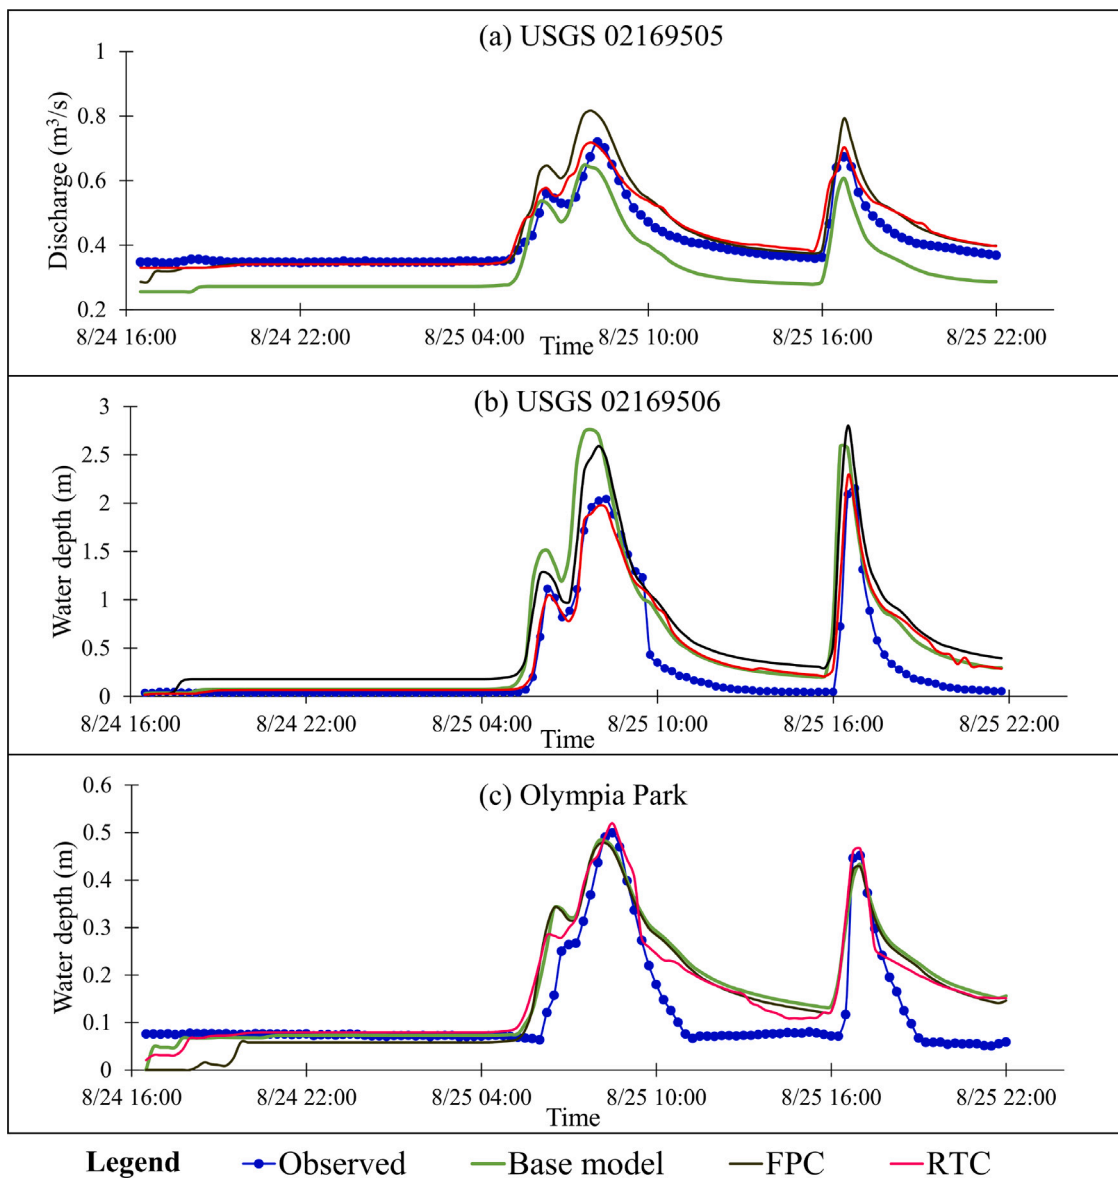 (a) USGS 02169505
Discharge (m³/s)
1
0.8
0.6
0.4
0.2
8/24 16:00 8/24 22:00 8/25 04:00 8/25 10:00 8/25 16:00 8/25 22:00
Time
(b) USGS 02169506
Water depth (m)
3
2.5
2
1.5
1
0.5
0
8/24 16:00 8/24 22:00 8/25 04:00 8/25 10:00 8/25 16:00 8/25 22:00
Time
(c) Olympia Park
Water depth (m)
0.6
0.5
0.4
0.3
0.2
0.1
0
8/24 16:00 8/24 22:00 8/25 04:00 8/25 10:00 8/25 16:00 8/25 22:00
Time
Legend Observed Base model FPC RTC